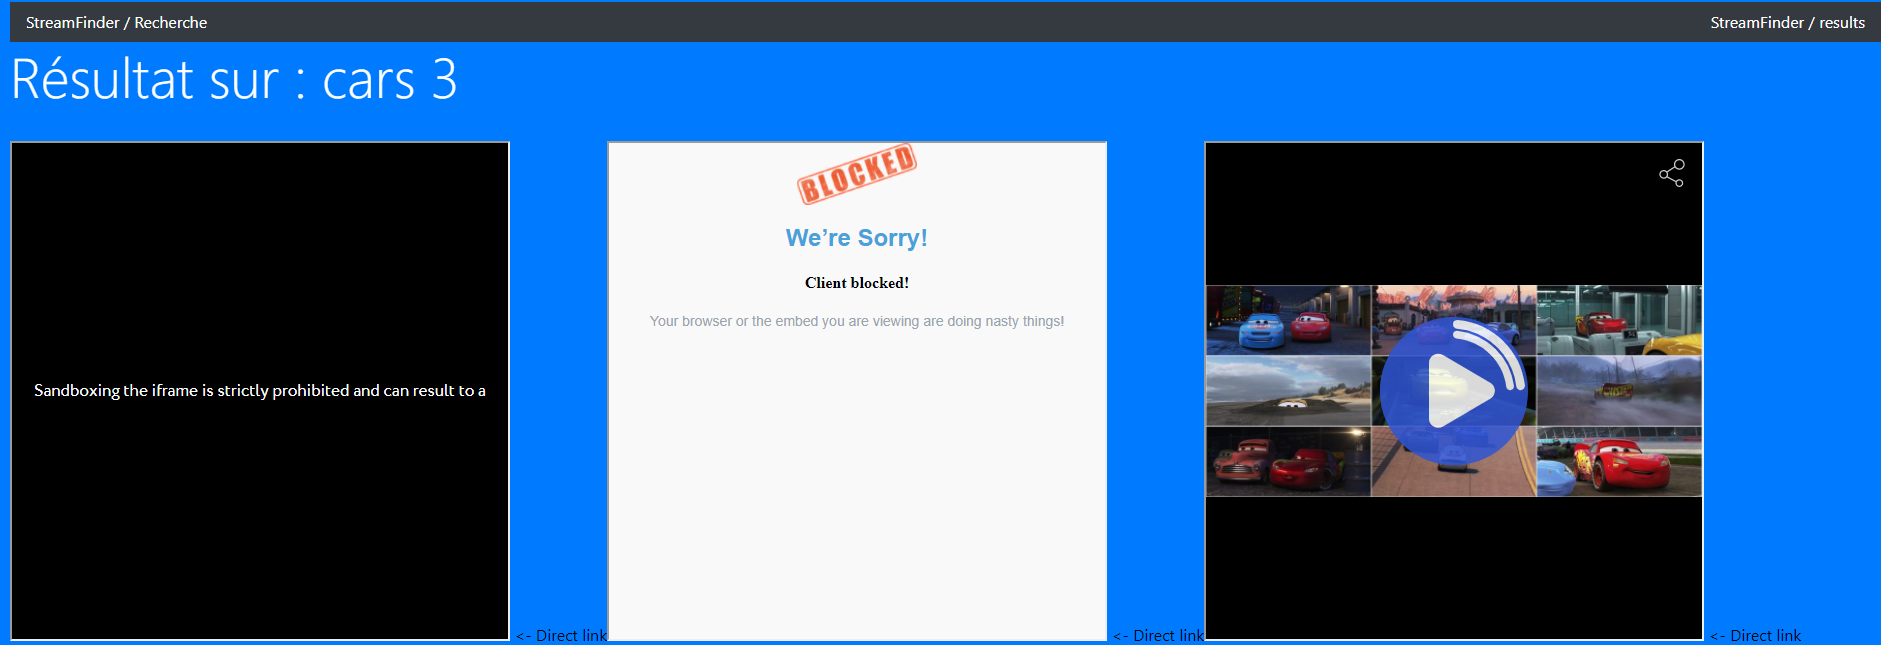 StreamFinder / Recherche
StreamFinder / results
Résultat sur : cars 3
Sandboxing the iframe is strictly prohibited and can result to a
<- Direct link
BLOCKED
We’re Sorry!
Client blocked!
Your browser or the embed you are viewing are doing nasty things!
<- Direct link
<- Direct link